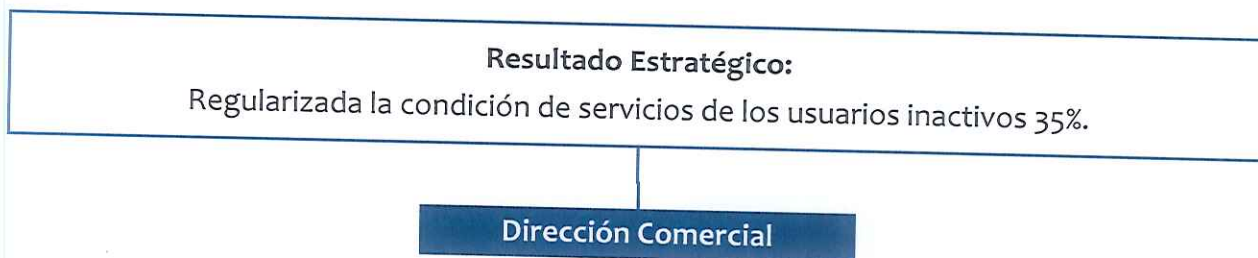 Resultado Estratégico:
Regularizada la condición de servicios de los usuarios inactivos 35%.
Dirección Comercial